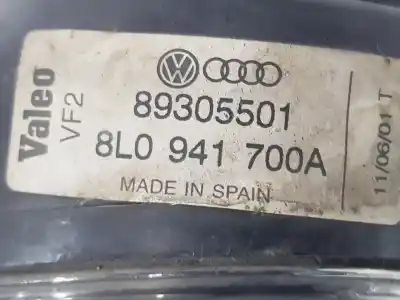 Valeo
VF2
89305501
8L0 941 700A
MADE IN SPAIN
11/06/01 T